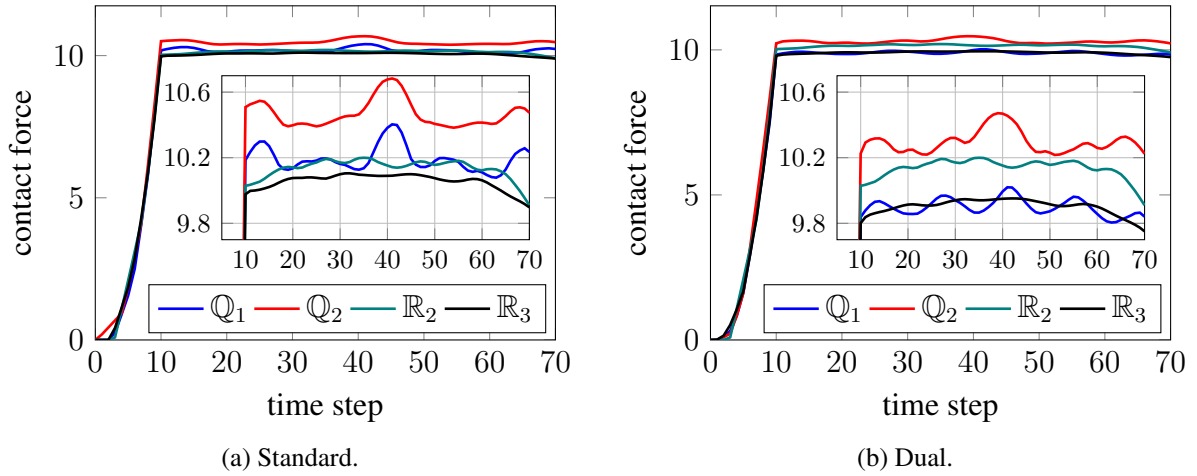 contact force
10
5
0
10.6
10.2
9.8
10 20 30 40 50 60 70
ℚ₁ ℚ₂ ℝ₂ ℝ₃
0 10 20 30 40 50 60 70
time step
(a) Standard.
contact force
10
5
0
10.6
10.2
9.8
10 20 30 40 50 60 70
ℚ₁ ℚ₂ ℝ₂ ℝ₃
0 10 20 30 40 50 60 70
time step
(b) Dual.